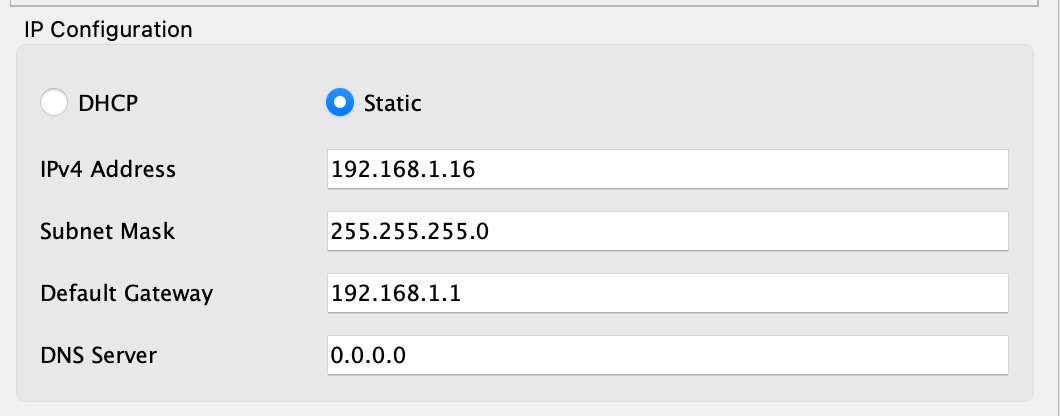 IP Configuration
DHCP Static
IPv4 Address 192.168.1.16
Subnet Mask 255.255.255.0
Default Gateway 192.168.1.1
DNS Server 0.0.0.0